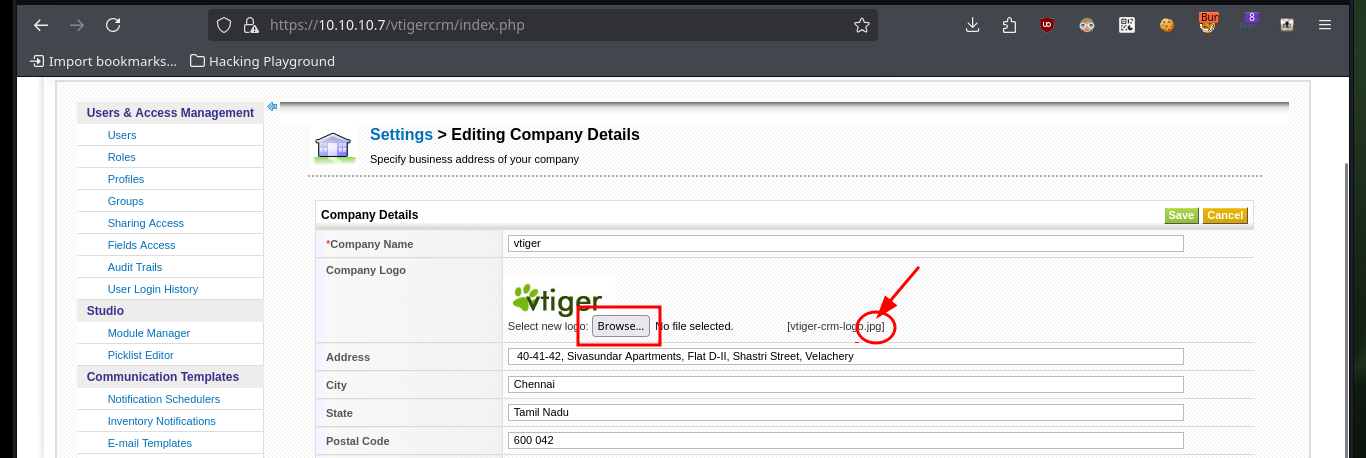 https://10.10.10.7/vtigercrm/index.php
Bur
8
Import bookmarks... Hacking Playground
Users & Access Management
Users
Roles
Profiles
Groups
Sharing Access
Fields Access
Audit Trails
User Login History
Studio
Module Manager
Picklist Editor
Communication Templates
Notification Schedulers
Inventory Notifications
E-mail Templates
Settings > Editing Company Details
Specify business address of your company
Company Details Save Cancel
*Company Name vtiger
Company Logo
vtiger
Select new logo: Browse... No file selected. [vtiger-crm-logo.jpg]
Address 40-41-42, Sivasundar Apartments, Flat D-II, Shastri Street, Velachery
City Chennai
State Tamil Nadu
Postal Code 600 042